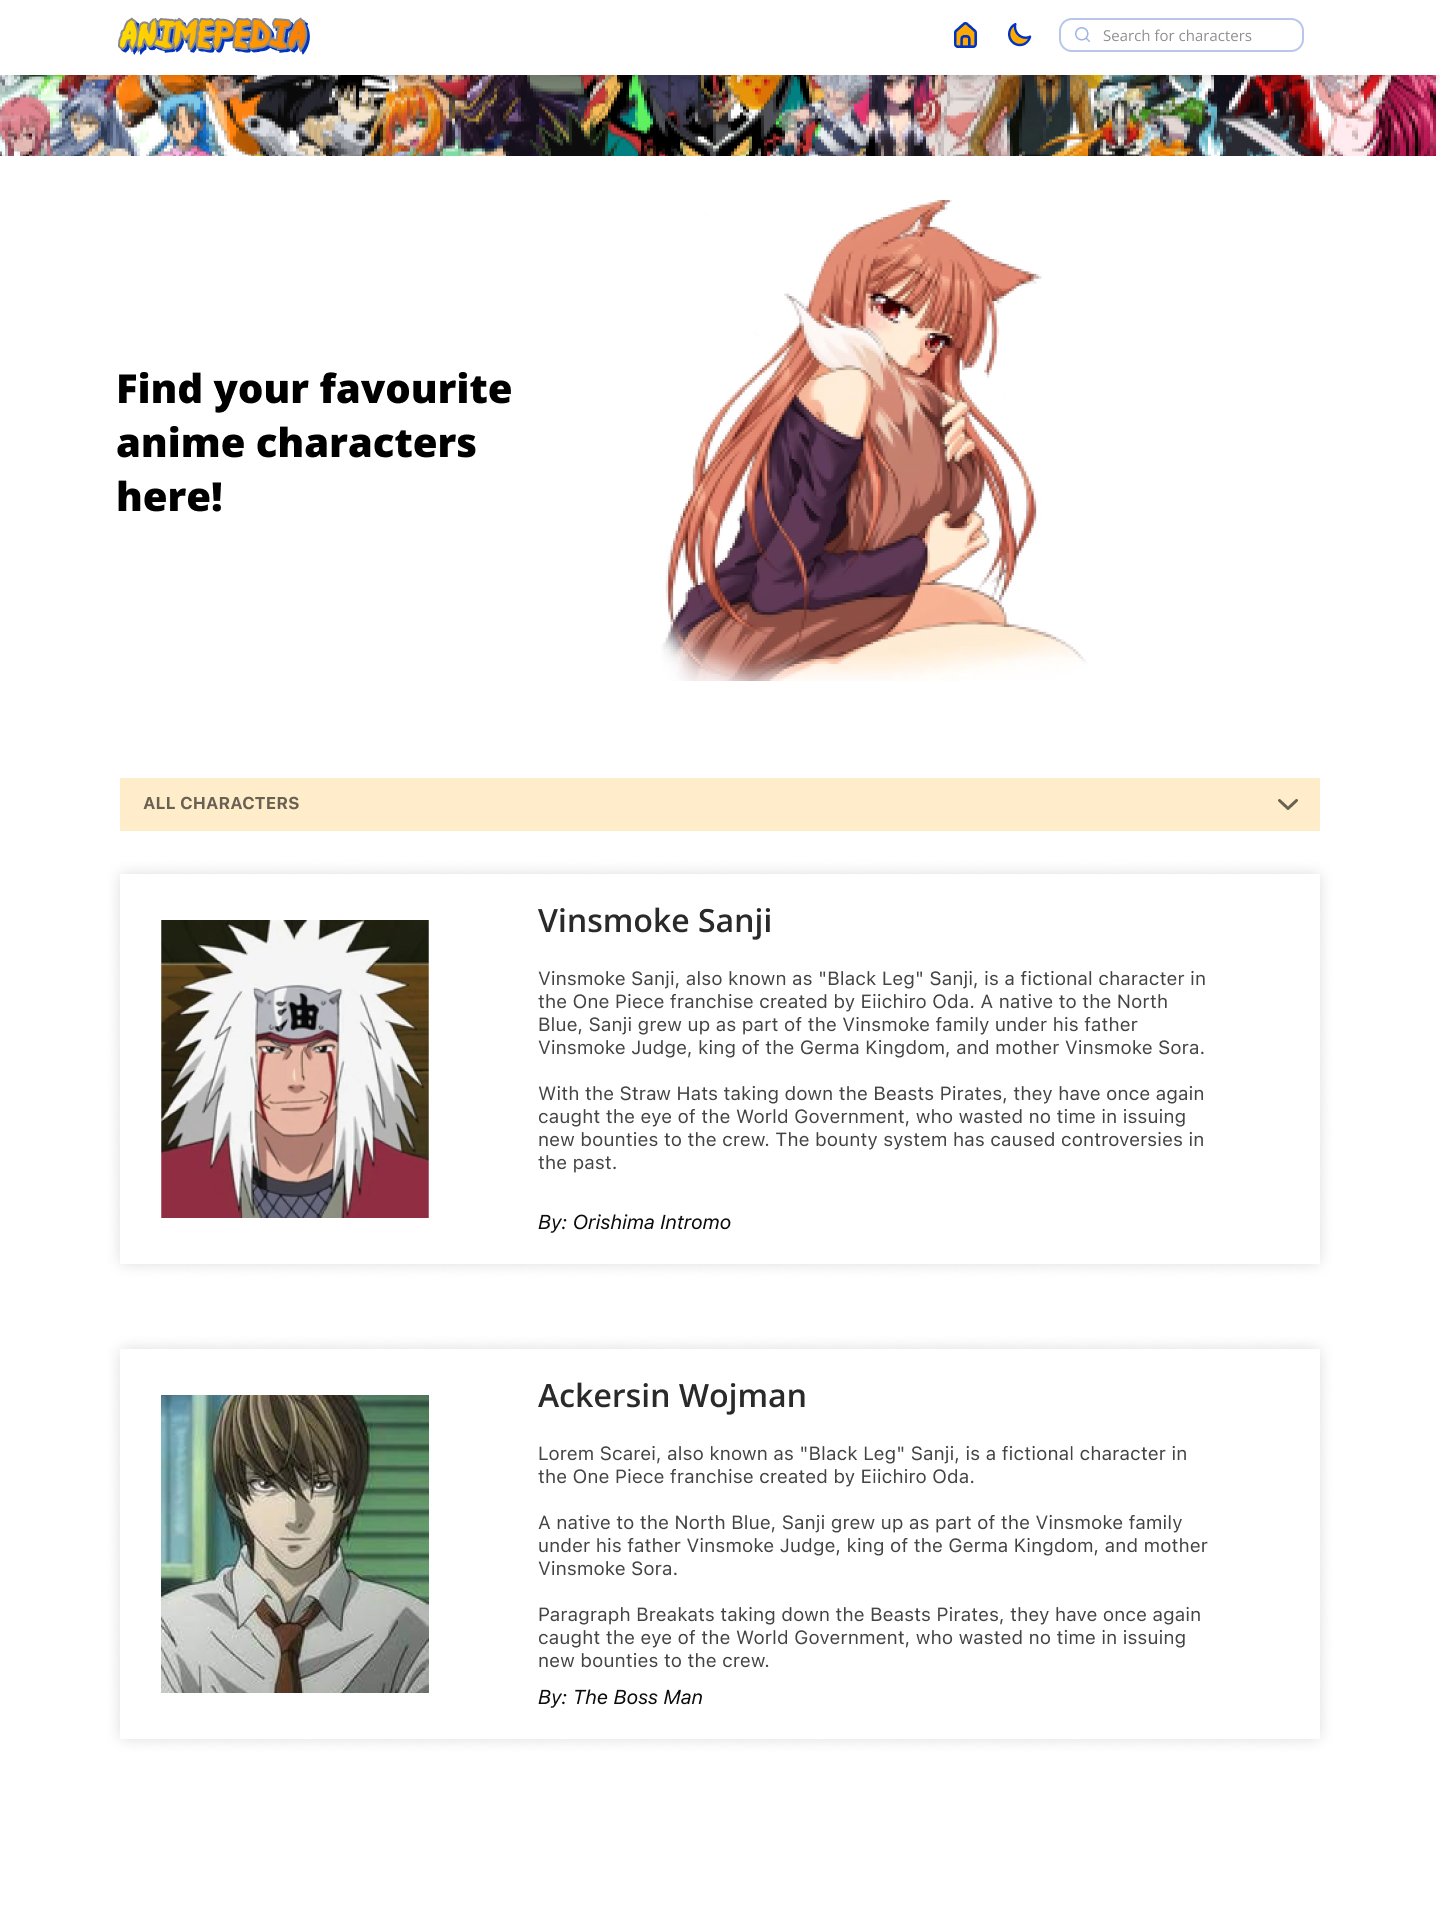 ANIMEPEDIA
Search for characters
Find your favourite
anime characters
here!
ALL CHARACTERS
油
Vinsmoke Sanji
Vinsmoke Sanji, also known as "Black Leg" Sanji, is a fictional character in
the One Piece franchise created by Eiichiro Oda. A native to the North
Blue, Sanji grew up as part of the Vinsmoke family under his father
Vinsmoke Judge, king of the Germa Kingdom, and mother Vinsmoke Sora.
With the Straw Hats taking down the Beasts Pirates, they have once again
caught the eye of the World Government, who wasted no time in issuing
new bounties to the crew. The bounty system has caused controversies in
the past.
By: Orishima Intromo
Ackersin Wojman
Lorem Scarei, also known as "Black Leg" Sanji, is a fictional character in
the One Piece franchise created by Eiichiro Oda.
A native to the North Blue, Sanji grew up as part of the Vinsmoke family
under his father Vinsmoke Judge, king of the Germa Kingdom, and mother
Vinsmoke Sora.
Paragraph Breakats taking down the Beasts Pirates, they have once again
caught the eye of the World Government, who wasted no time in issuing
new bounties to the crew.
By: The Boss Man